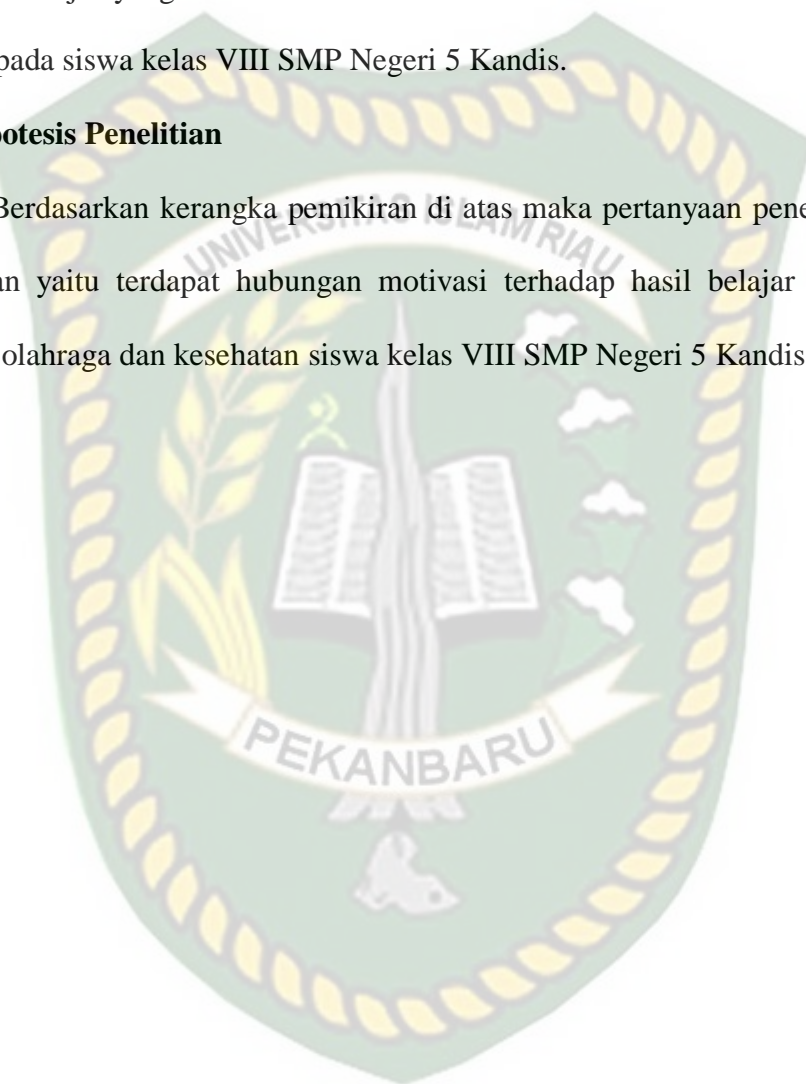 pada siswa kelas VIII SMP Negeri 5 Kandis.
otesis Penelitian
Berdasarkan kerangka pemikiran di atas maka pertanyaan pene
an yaitu terdapat hubungan motivasi terhadap hasil belajar
olahraga dan kesehatan siswa kelas VIII SMP Negeri 5 Kandis
UNIVERSITAS ISLAM RIAU
PEKANBARU